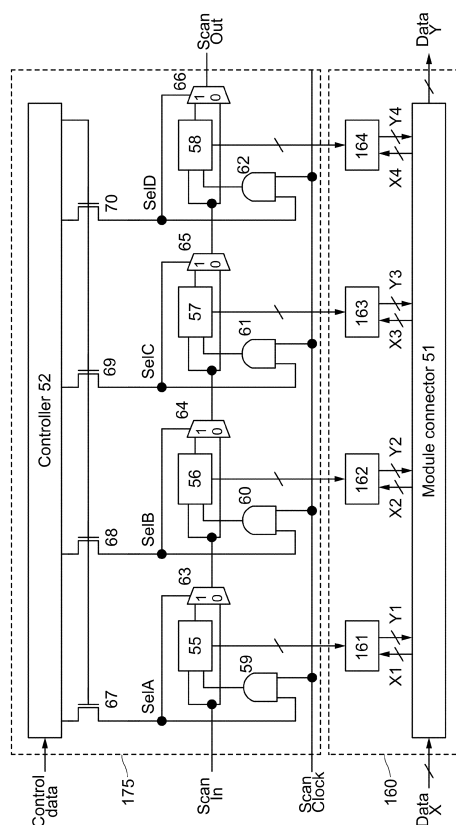 Control
data
Controller 52
67
68
69
70
175
SelA
SelB
SelC
SelD
63
64
65
66
1
0
1
0
1
0
1
0
55
56
57
58
59
60
61
62
Scan
In
Scan
Out
Scan
Clock
160
161
162
163
164
X1
Y1
X2
Y2
X3
Y3
X4
Y4
Data
X
Module connector 51
Data
Y